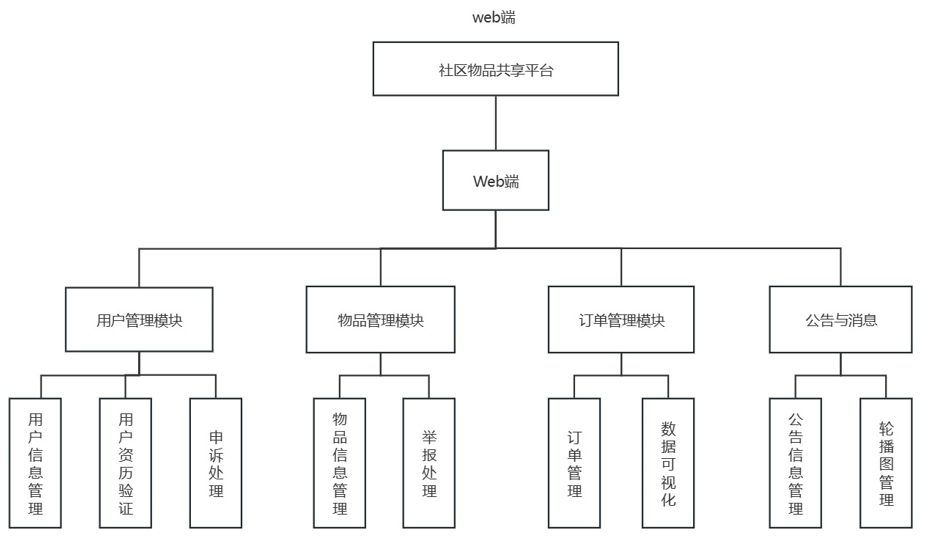 web端
社区物品共享平台
Web端
用户管理模块
物品管理模块
订单管理模块
公告与消息
用户信息管理
用户资历验证
申诉处理
物品信息管理
举报处理
订单管理
数据可视化
公告信息管理
轮播图管理